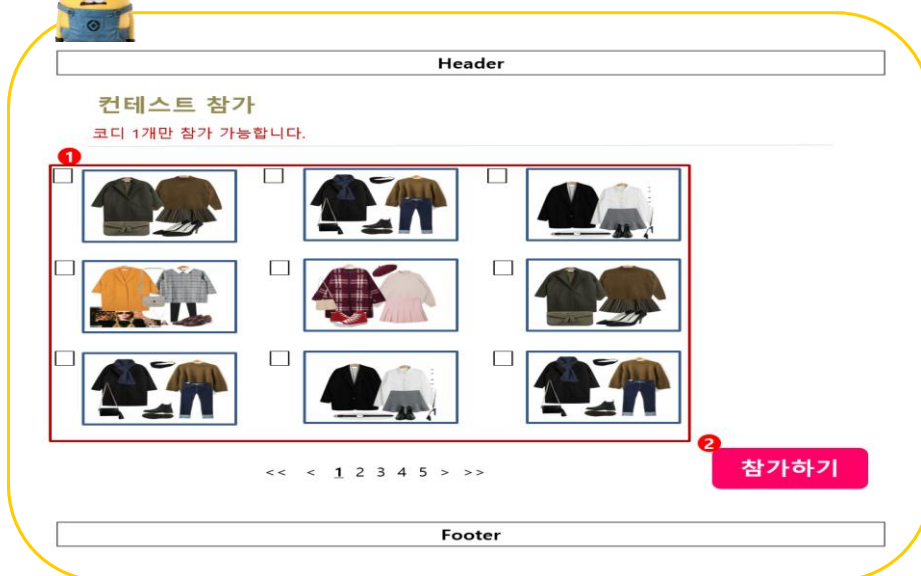 Header
컨테스트 참가
코디 1개만 참가 가능합니다.
1
2
참가하기
<< < 1 2 3 4 5 > >>
Footer